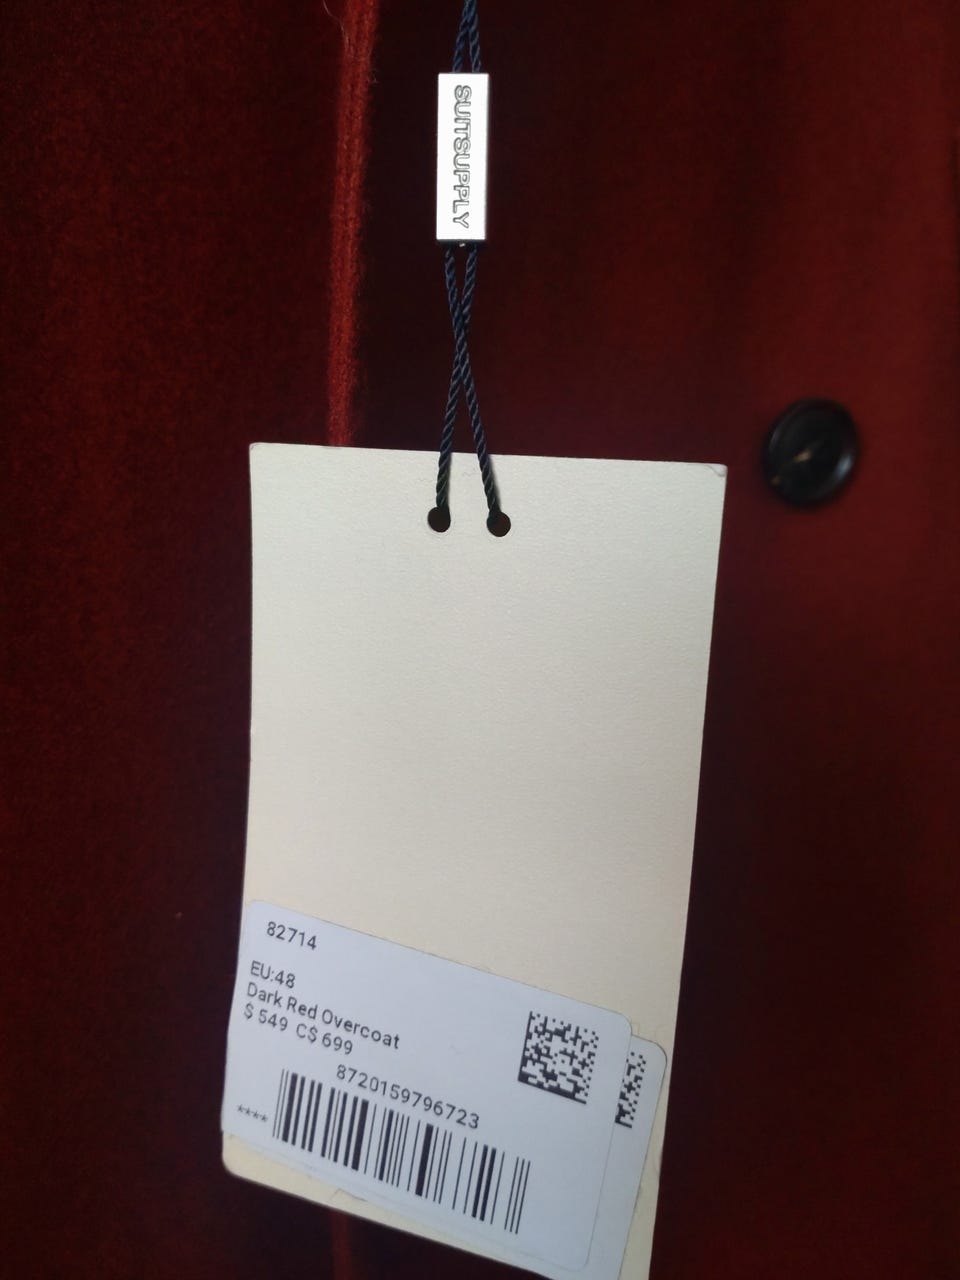 SUITSUPPLY
82714
EU:48
Dark Red Overcoat
$ 549 C$ 699
8720159796723
****